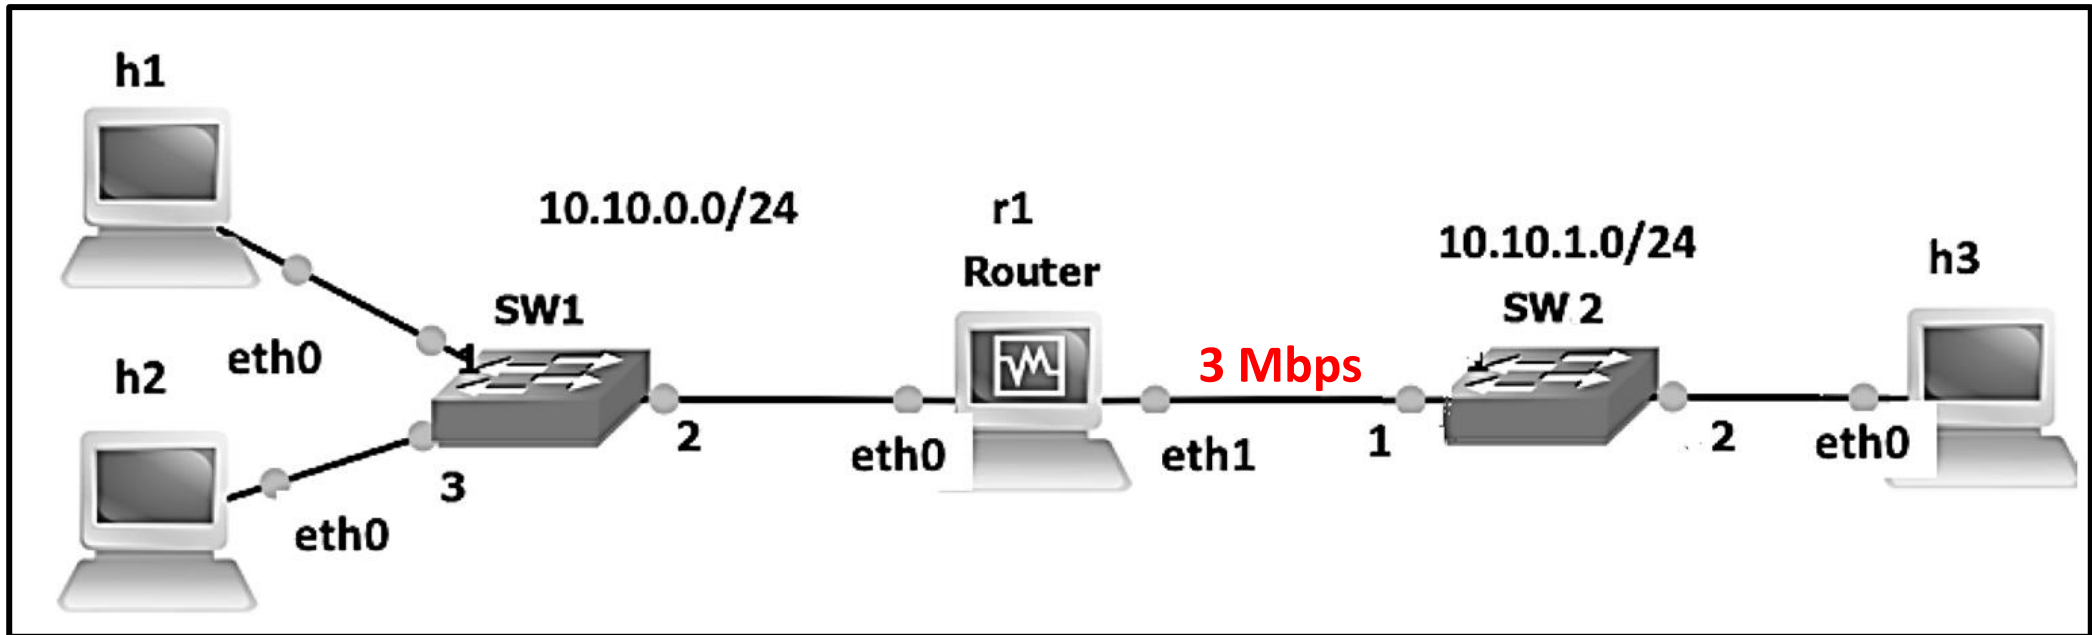 h1
10.10.0.0/24
r1
Router
10.10.1.0/24
h3
SW1
SW 2
eth0
h2
1
3 Mbps
1
2
3
eth0
eth0
eth1
1
2
eth0